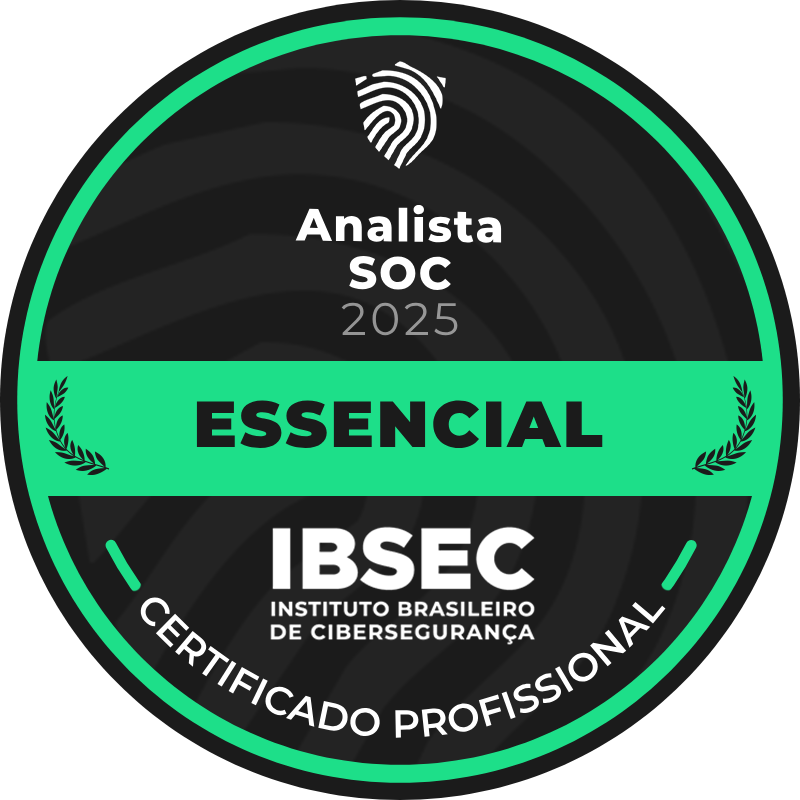 Analista
SOC
2025
ESSENCIAL
IBSEC
INSTITUTO BRASILEIRO
DE CIBERSEGURANÇA
CERTIFICADO PROFISSIONAL